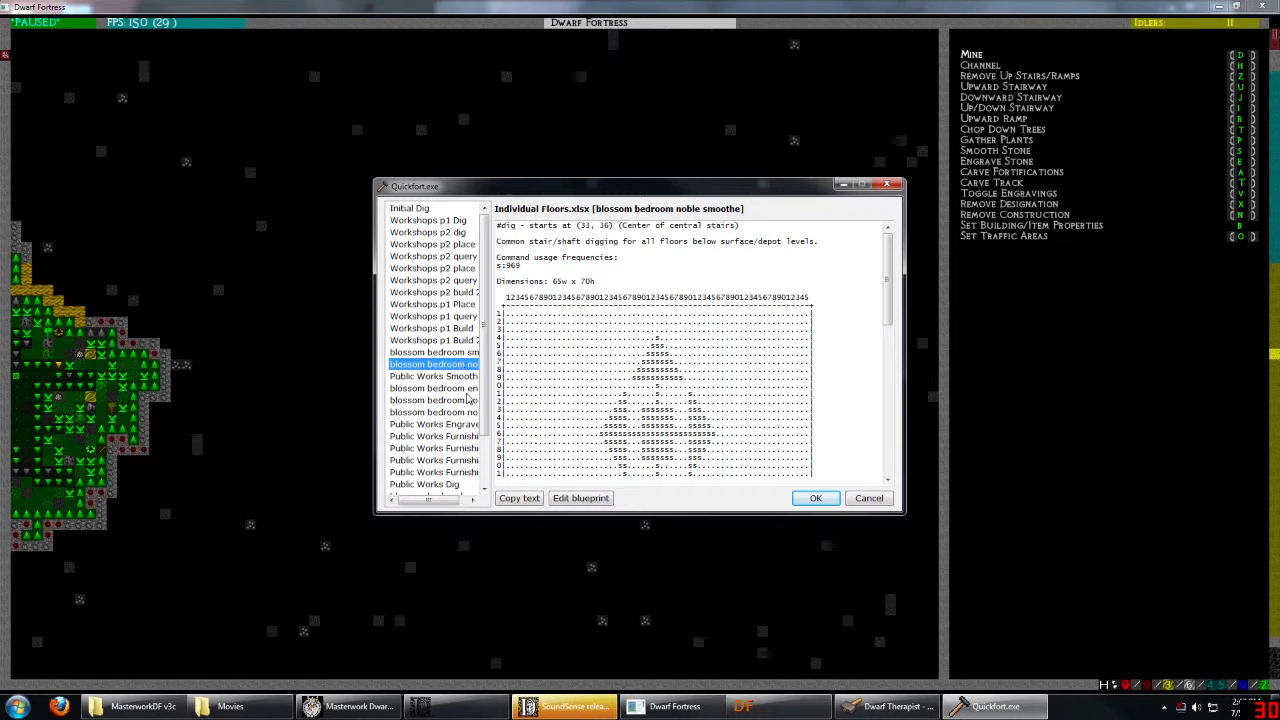 Dwarf Fortress
*PAUSED*
FPS: 150 (29 )
Dwarf Fortress
Idlers: 11
Mine D
Channel H
Remove Up Stairs/Ramps Z
Upward Stairway U
Downward Stairway J
Up/Down Stairway I
Upward Ramp R
Chop Down Trees T
Gather Plants P
Smooth Stone S
Engrave Stone E
Carve Fortifications A
Carve Track T
Toggle Engravings V
Remove Designation X
Remove Construction N
Set Building/Item Properties B
Set Traffic Areas O
Quickfort.exe
Initial Dig
Workshops p1 Dig
Workshops p2 dig
Workshops p2 place
Workshops p2 query
Workshops p2 place
Workshops p2 query
Workshops p2 build 2
Workshops p1 Place
Workshops p1 query
Workshops p1 Build
Workshops p1 Build 2
blossom bedroom sm
blossom bedroom no
Public Works Smooth
blossom bedroom en
blossom bedroom no
blossom bedroom no
Public Works Engrave
Public Works Furnishi
Public Works Furnishi
Public Works Furnishi
Public Works Furnishi
Public Works Dig
Individual Floors.xlsx [blossom bedroom noble smoothe]
#dig - starts at (33, 36) (Center of central stairs)
Common stair/shaft digging for all floors below surface/depot levels.
Command usage frequencies:
s:969
Dimensions: 65w x 70h
12345678901234567890123456789012345678901234567890123456789012345
Copy text
Edit blueprint
OK
Cancel
MasterworkDF v3c
Movies
Masterwork Dwar...
SoundSense relea...
Dwarf Fortress
DF
Dwarf Therapist - ...
Quickfort.exe
30